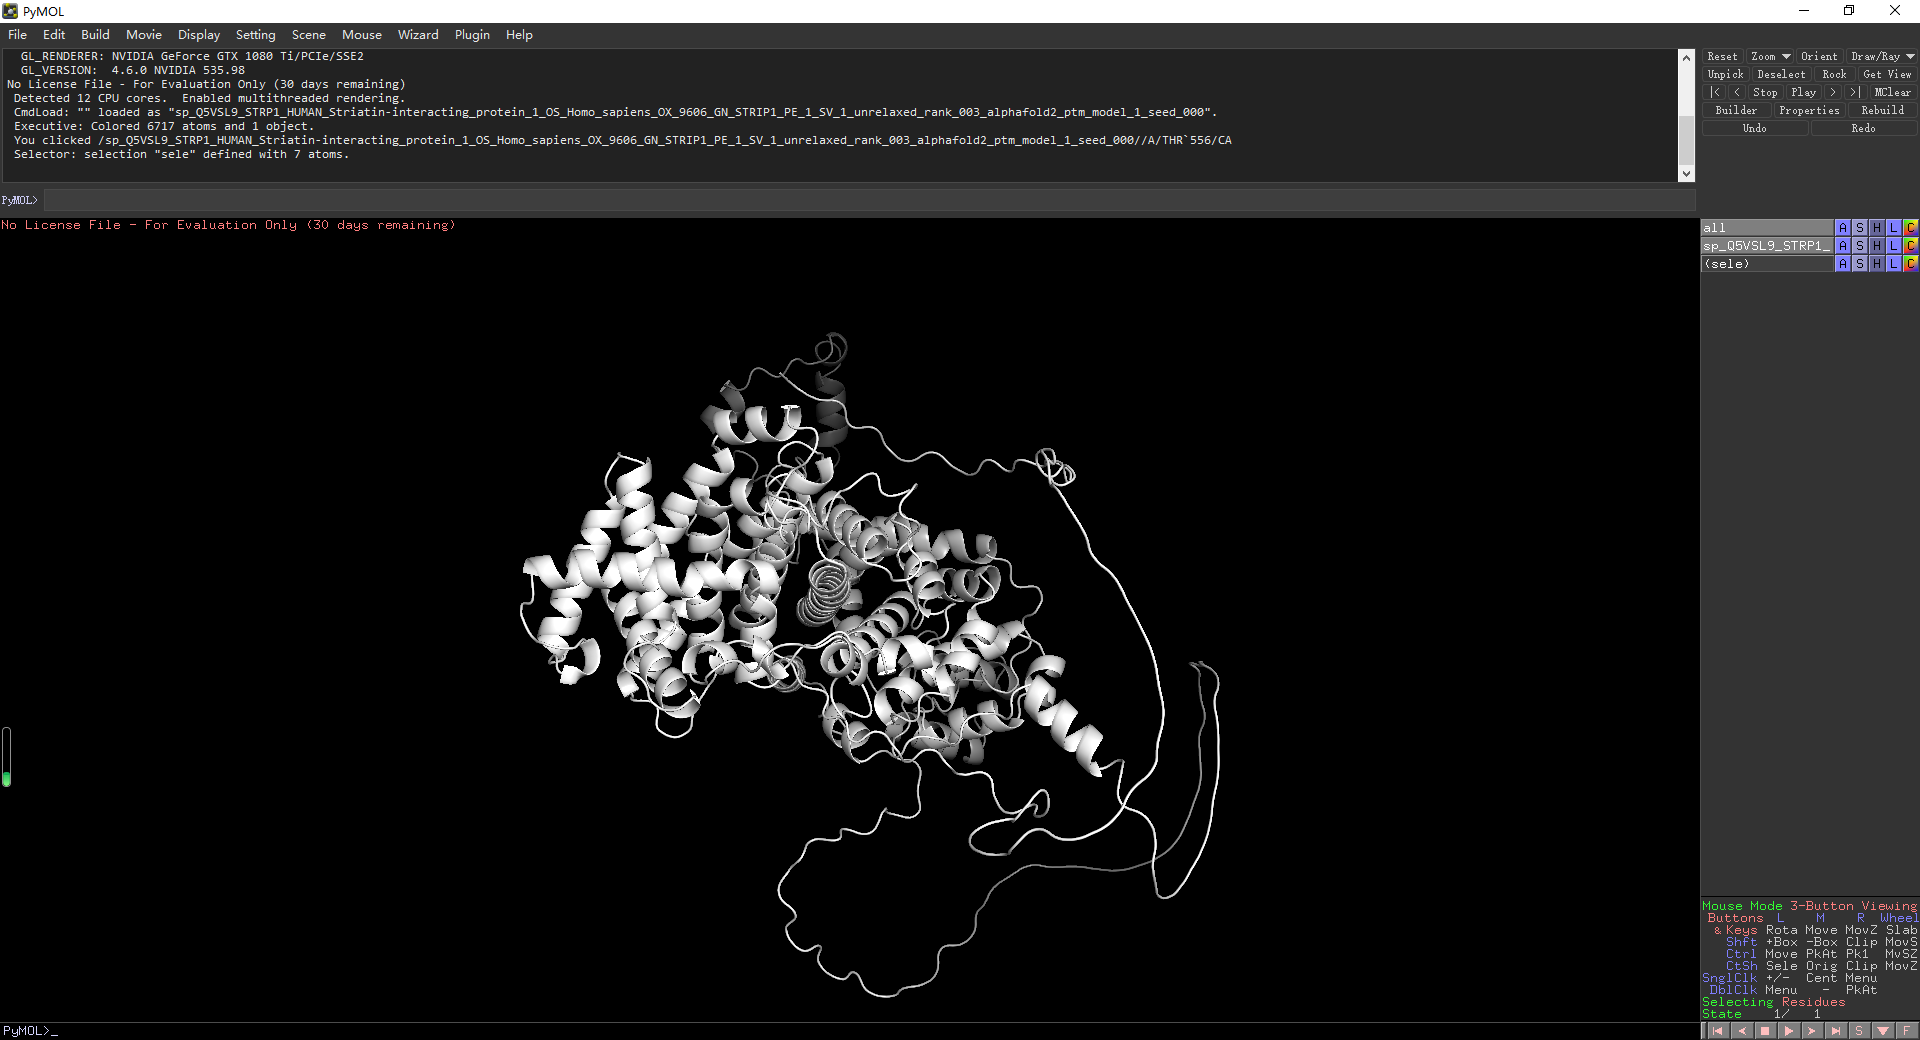 PyMOL
File Edit Build Movie Display Setting Scene Mouse Wizard Plugin Help
GL_RENDERER: NVIDIA GeForce GTX 1080 Ti/PCIe/SSE2
GL_VERSION: 4.6.0 NVIDIA 535.98
No License File - For Evaluation Only (30 days remaining)
Detected 12 CPU cores. Enabled multithreaded rendering.
CmdLoad: "" loaded as "sp_Q5VSL9_STRP1_HUMAN_Striatin-interacting_protein_1_OS_Homo_sapiens_OX_9606_GN_STRIP1_PE_1_SV_1_unrelaxed_rank_003_alphafold2_ptm_model_1_seed_000".
Executive: Colored 6717 atoms and 1 object.
You clicked /sp_Q5VSL9_STRP1_HUMAN_Striatin-interacting_protein_1_OS_Homo_sapiens_OX_9606_GN_STRIP1_PE_1_SV_1_unrelaxed_rank_003_alphafold2_ptm_model_1_seed_000//A/THR`556/CA
Selector: selection "sele" defined with 7 atoms.
PyMOL>
Reset Zoom Orient Draw/Ray
Unpick Deselect Rock Get View
|< < Stop Play > >| MClear
Builder Properties Rebuild
Undo Redo
No License File - For Evaluation Only (30 days remaining)
all A S H L C
sp_Q5VSL9_STRP1_ A S H L C
(sele) A S H L C
Mouse Mode 3-Button Viewing
Buttons L M R Wheel
& Keys Rota Move MovZ Slab
Shft +Box -Box Clip MovS
Ctrl Move PkAt Pk1 MvSZ
CtSh Sele Orig Clip MovZ
SnglClk +/- Cent Menu
DblClk Menu - PkAt
Selecting Residues
State 1/ 1
S F
PyMOL>_